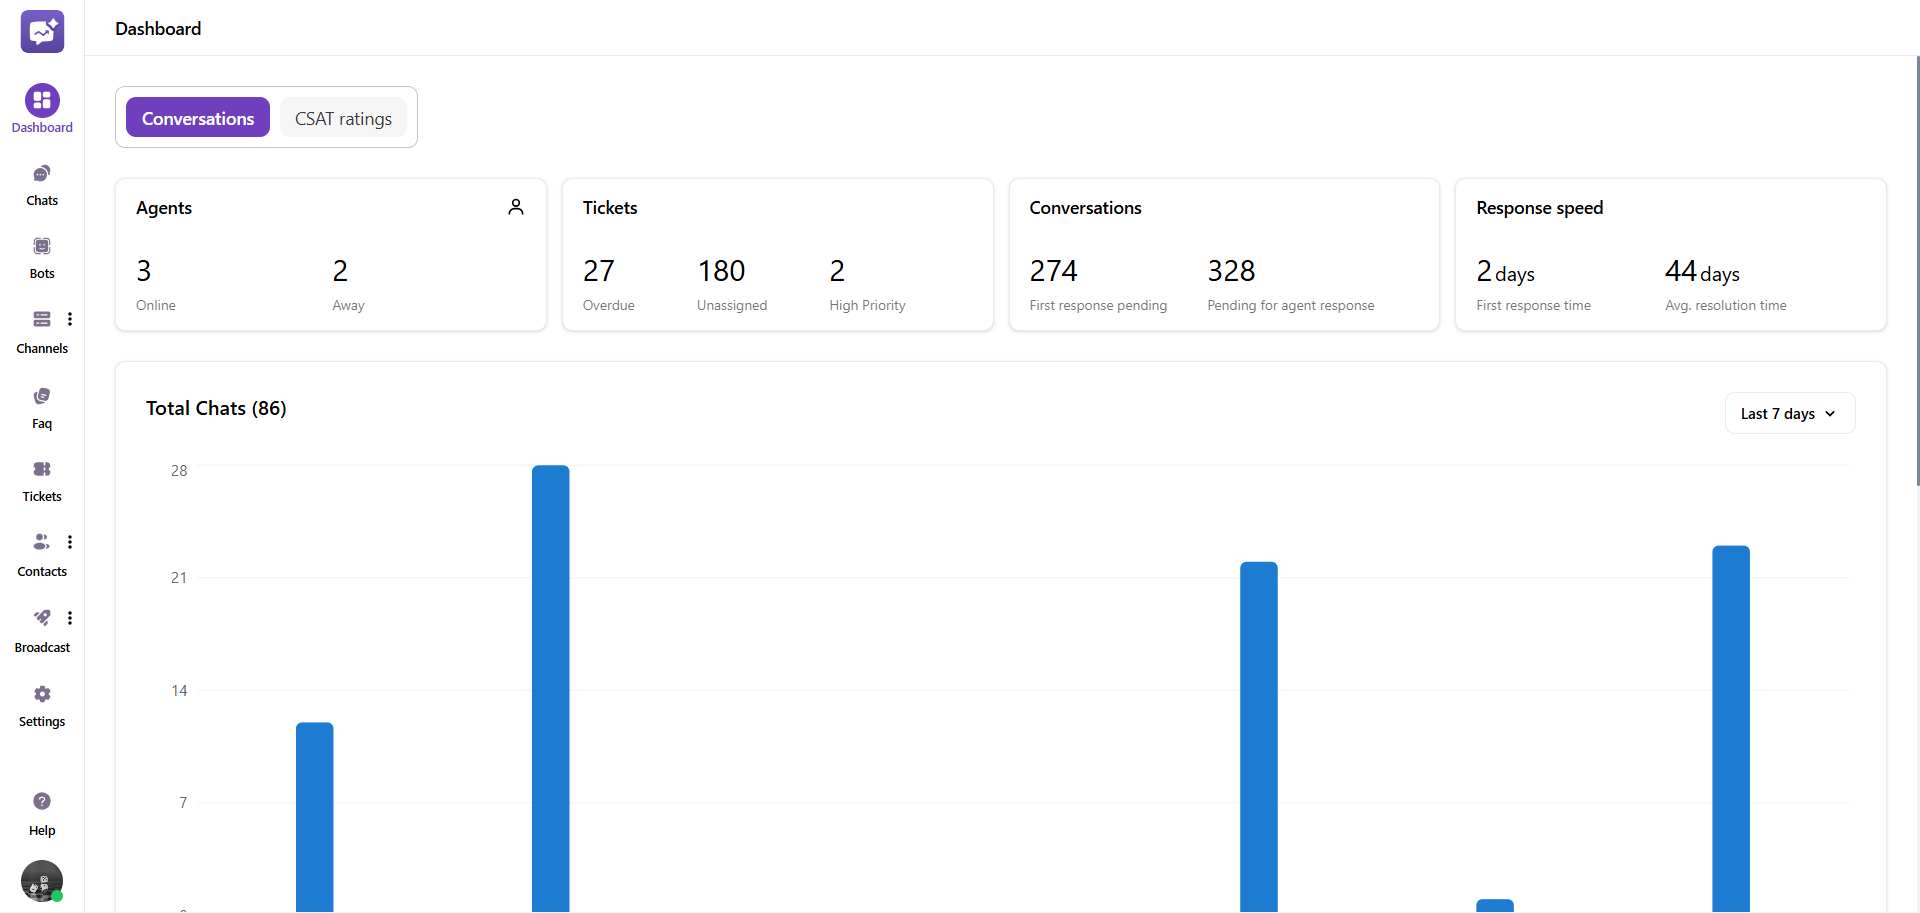 Dashboard
Dashboard
Chats
Bots
Channels
Faq
Tickets
Contacts
Broadcast
Settings
Help
Conversations
CSAT ratings
Agents
3
Online
2
Away
Tickets
27
Overdue
180
Unassigned
2
High Priority
Conversations
274
First response pending
328
Pending for agent response
Response speed
2 days
First response time
44 days
Avg. resolution time
Total Chats (86)
Last 7 days
28
21
14
7